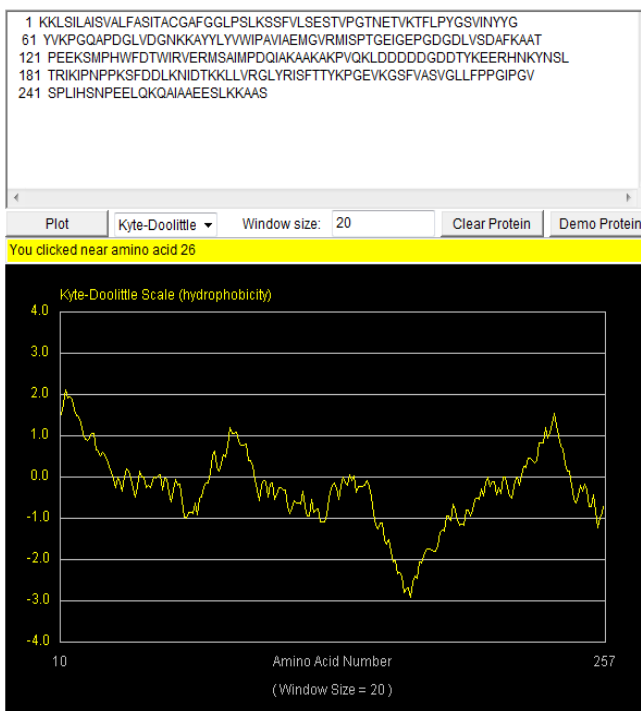 1 KKLSILAISVALFASITACGAFGGLPSLKSSFVLSESTVPGTNETVKTFLPYGSVINYYG
61 YVKPGQAPDGLVDGNKKAYYLYVWIPAVIAEMGVRMISPTGEIGEPGDGDLVSDAFKAAT
121 PEEKSMPHWFDTWIRVERMSAIMPDQIAKAAKAKPVQKLDDDDDGDDTYKEERHNKYNSL
181 TRIKIPNPPKSFDDLKNIDTKKLLVRGLYRISFTTYKPGEVKGSFVASVGLLFPPGIPGV
241 SPLIHSNPEELQKQAIAAEESLKKAAS
Plot Kyte-Doolittle Window size: 20 Clear Protein Demo Protein
You clicked near amino acid 26
Kyte-Doolittle Scale (hydrophobicity)
4.0
3.0
2.0
1.0
0.0
-1.0
-2.0
-3.0
-4.0
10 Amino Acid Number 257
( Window Size = 20 )